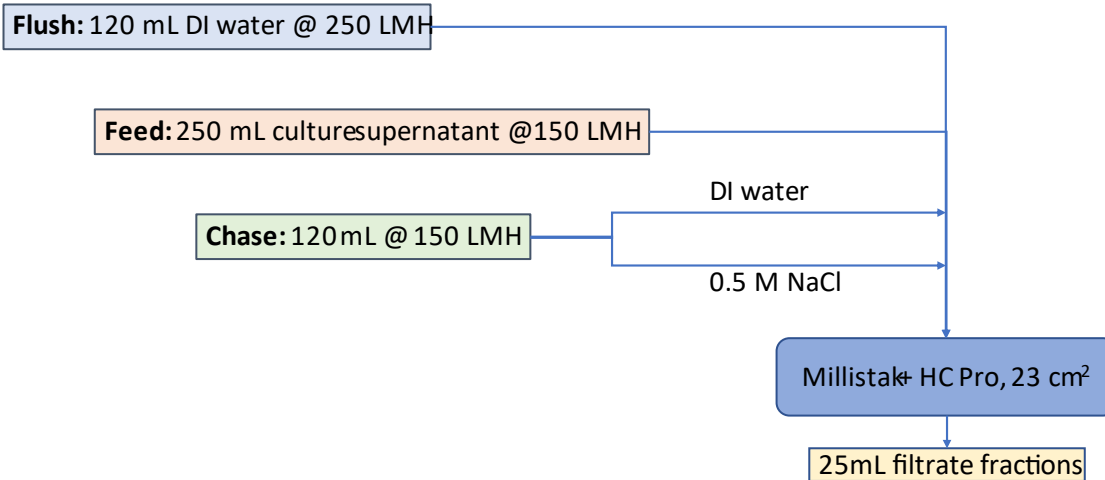 Flush: 120 mL DI water @ 250 LMH
Feed: 250 mL culturesupernatant @150 LMH
DI water
Chase: 120mL @ 150 LMH
0.5 M NaCl
Millistak+ HC Pro, 23 cm²
25mL filtrate fractions